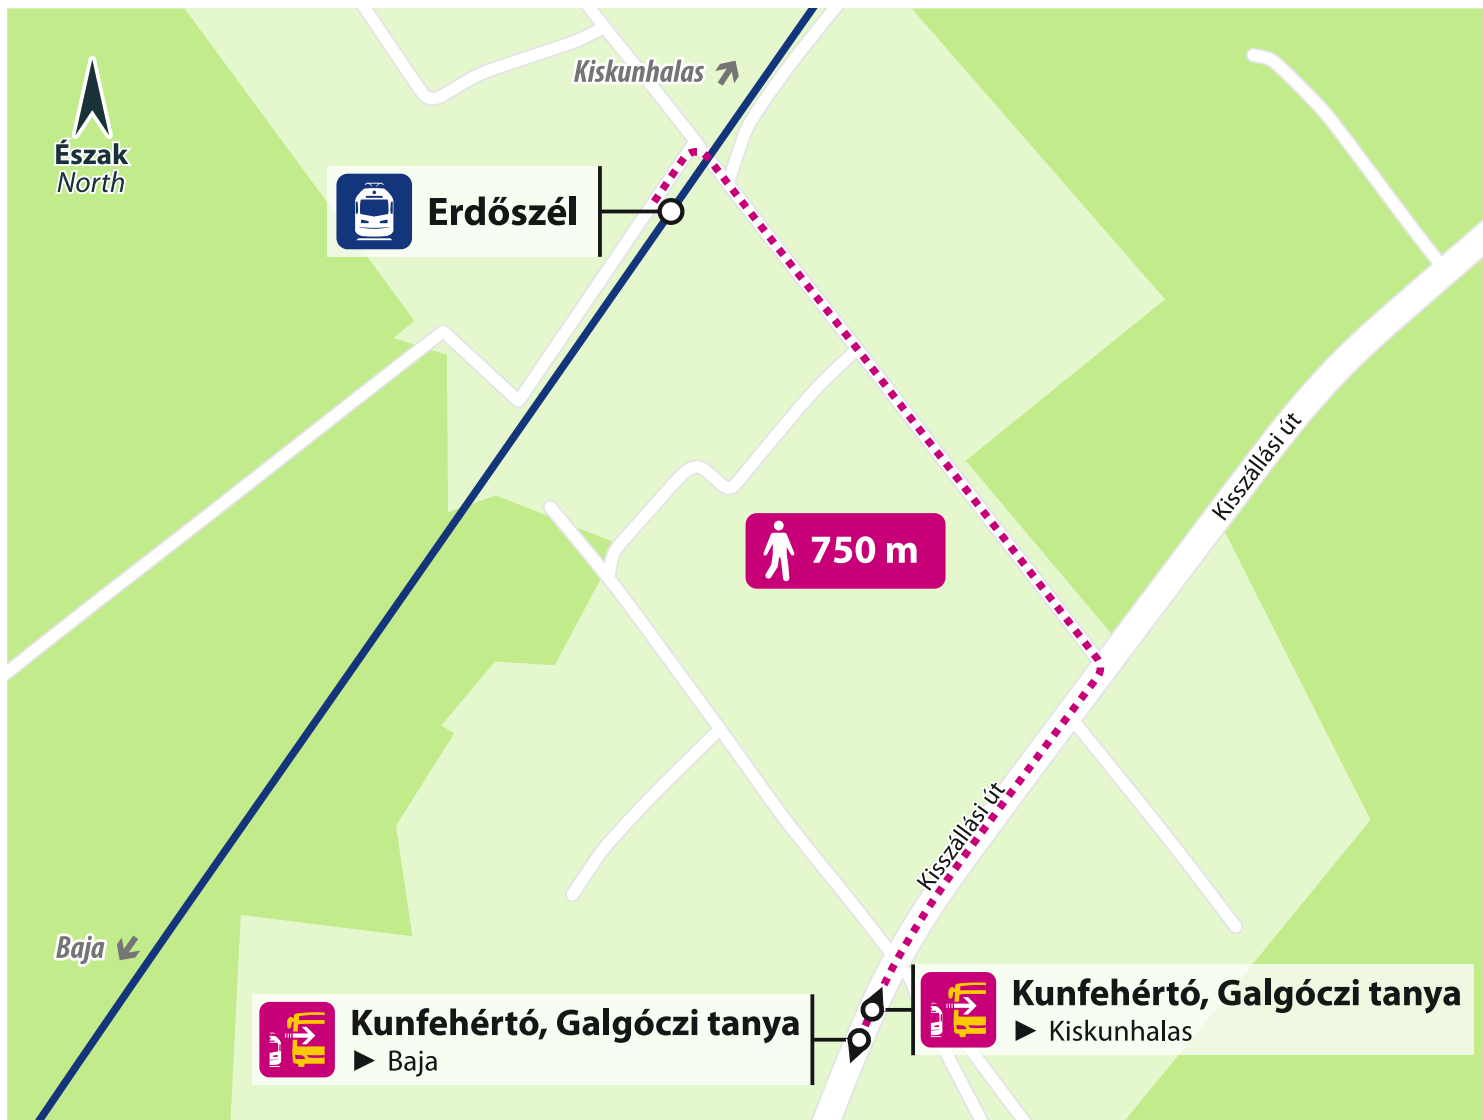 Kiskunhalas
Észak
North
Erdőszél
Kisszállási út
750 m
Kisszállási út
Baja
Kunfehértó, Galgóczi tanya
► Kiskunhalas
Kunfehértó, Galgóczi tanya
► Baja